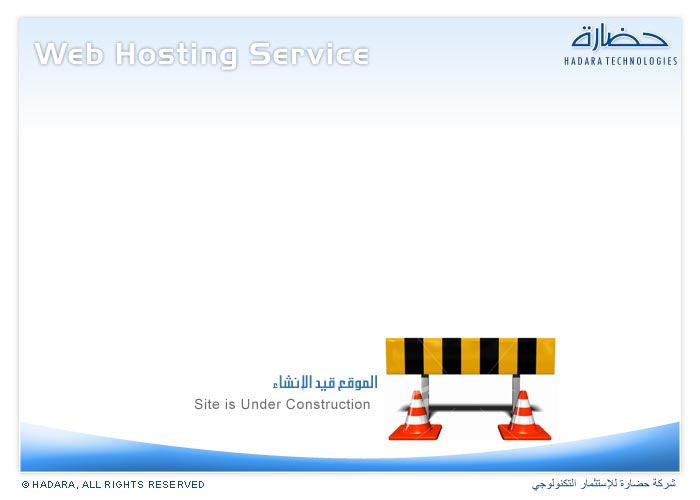 Web Hosting Service
حضارة
HADARA TECHNOLOGIES
الموقع قيد الإنشاء
Site is Under Construction
© HADARA, ALL RIGHTS RESERVED
شركة حضارة للإستثمار التكنولوجي